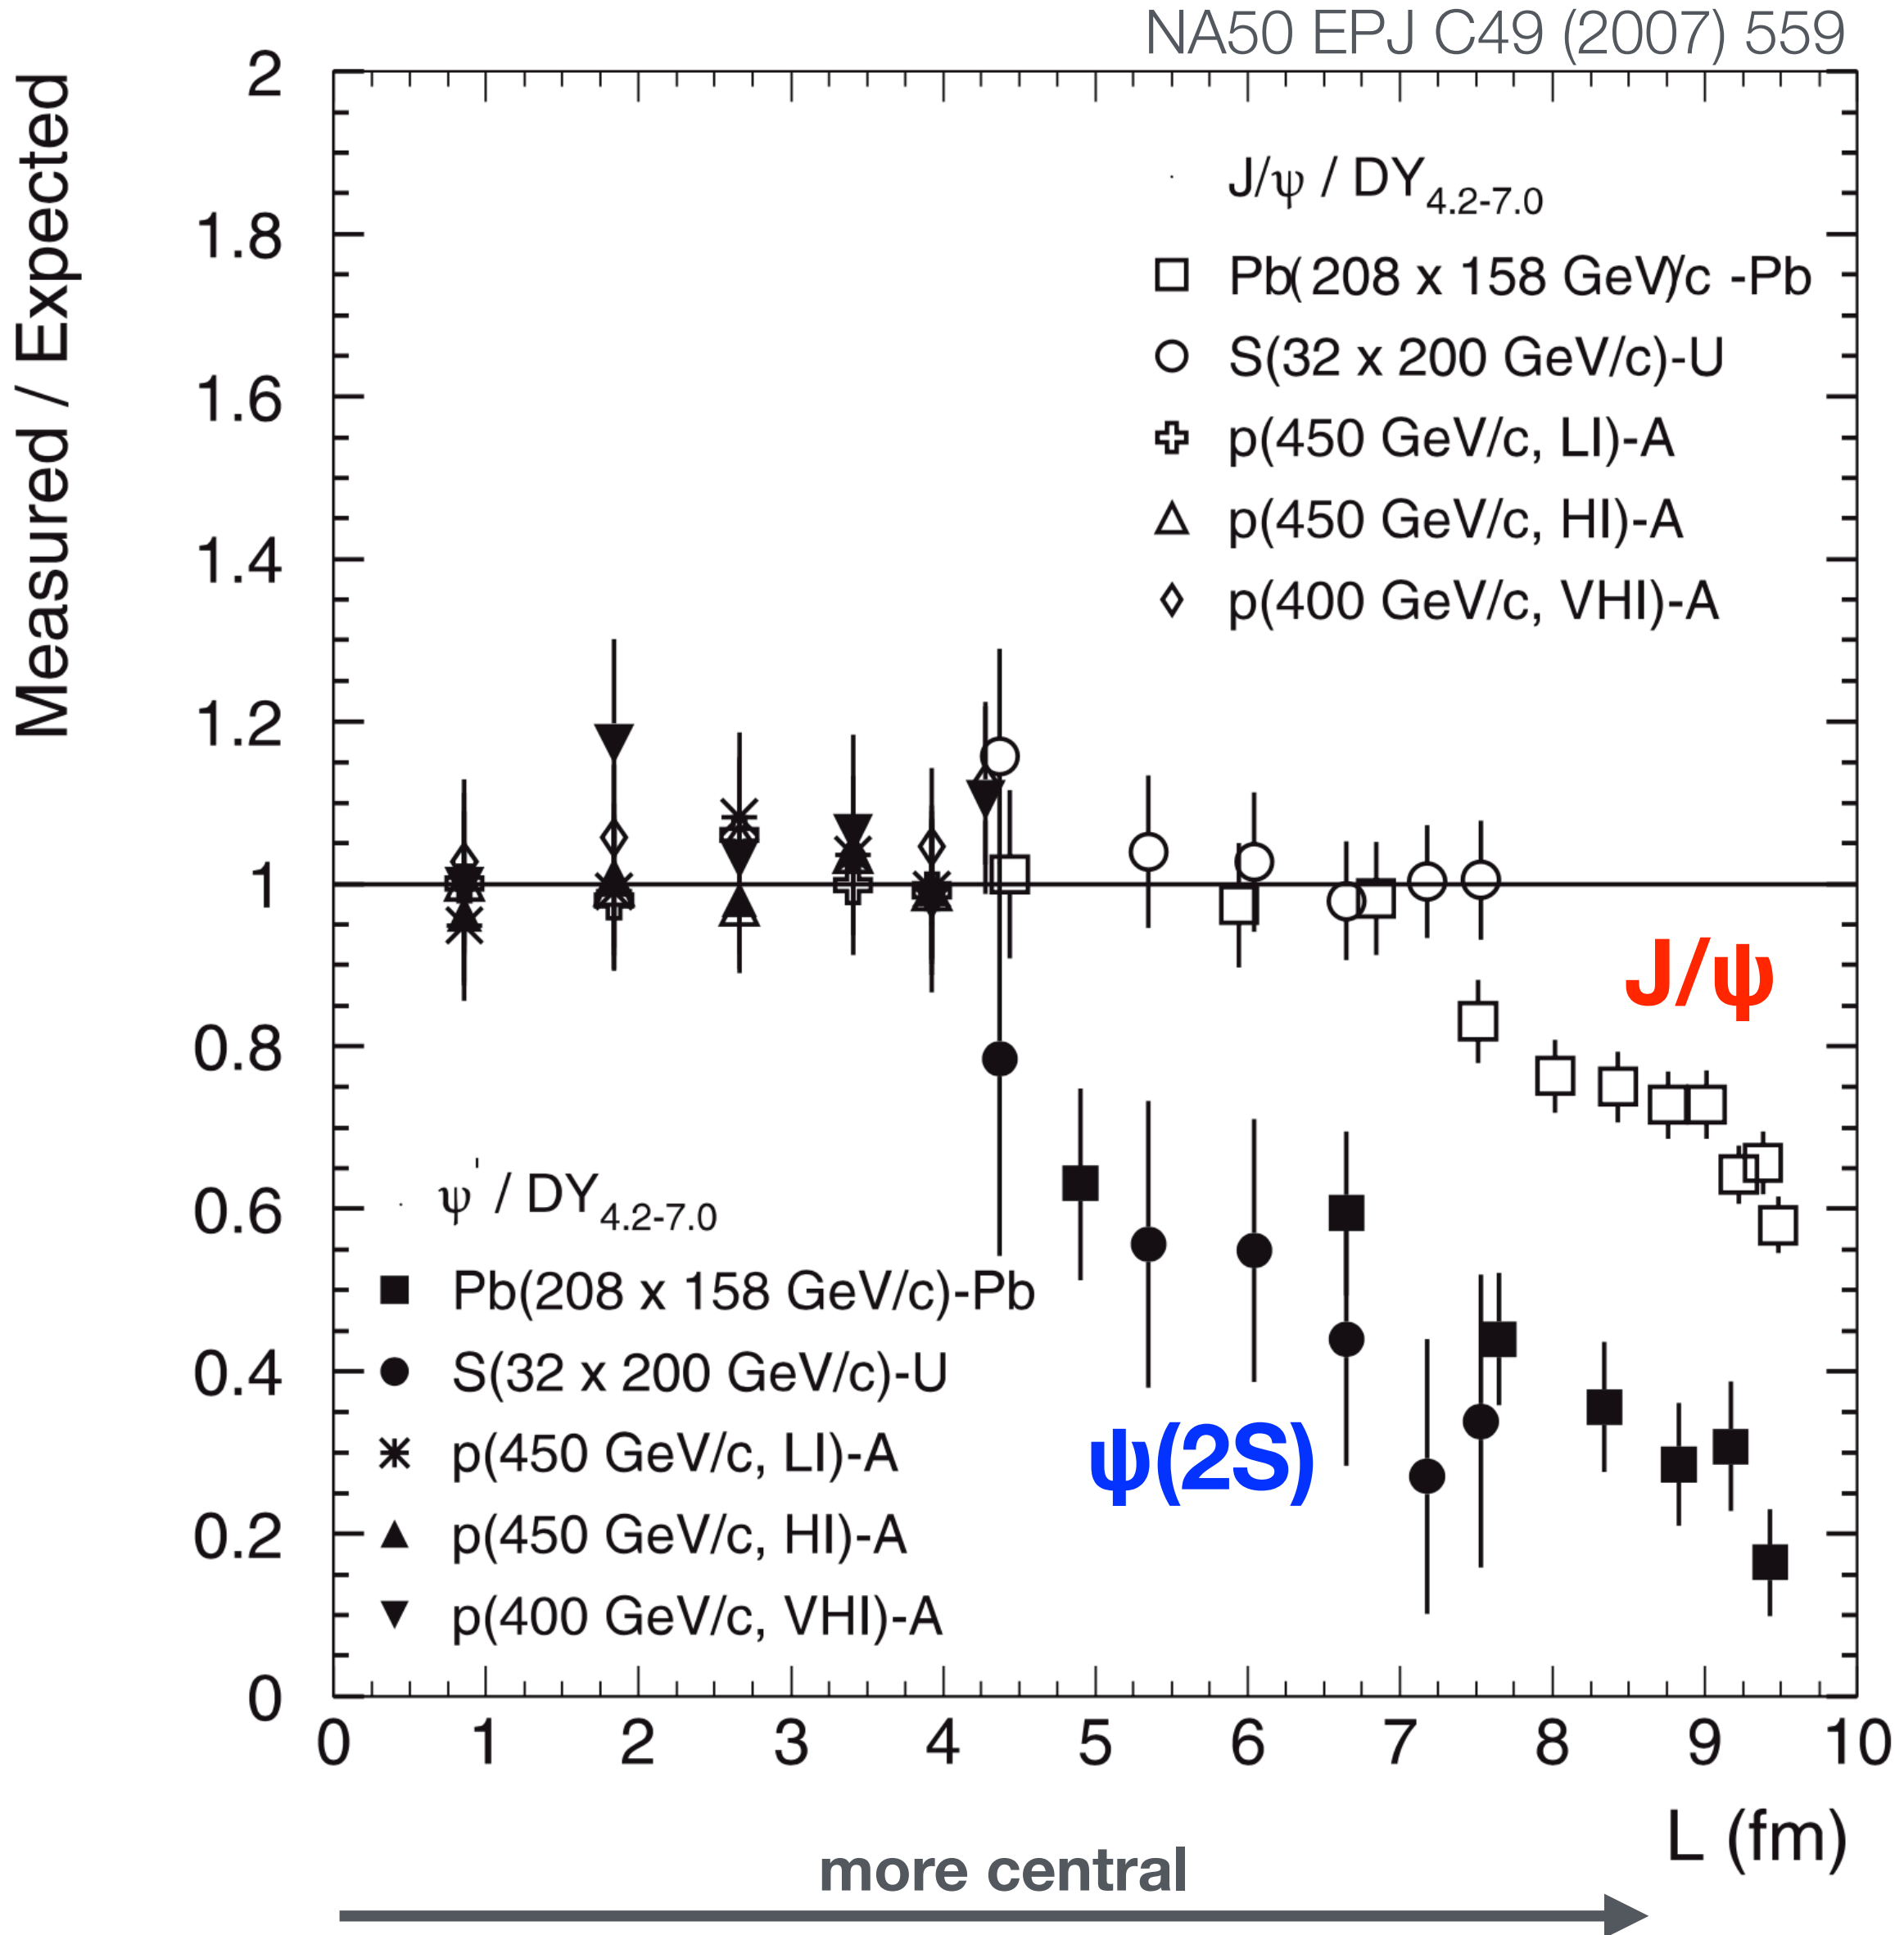 NA50 EPJ C49 (2007) 559
Measured / Expected
2
1.8
1.6
1.4
1.2
1
0.8
0.6
0.4
0.2
0
J/ψ / DY4.2-7.0
Pb(208 x 158 GeV)/c -Pb
S(32 x 200 GeV/c)-U
p(450 GeV/c, LI)-A
p(450 GeV/c, HI)-A
p(400 GeV/c, VHI)-A
J/ψ
ψ' / DY4.2-7.0
Pb(208 x 158 GeV/c)-Pb
S(32 x 200 GeV/c)-U
p(450 GeV/c, LI)-A
p(450 GeV/c, HI)-A
p(400 GeV/c, VHI)-A
ψ(2S)
0 1 2 3 4 5 6 7 8 9 10
L (fm)
more central